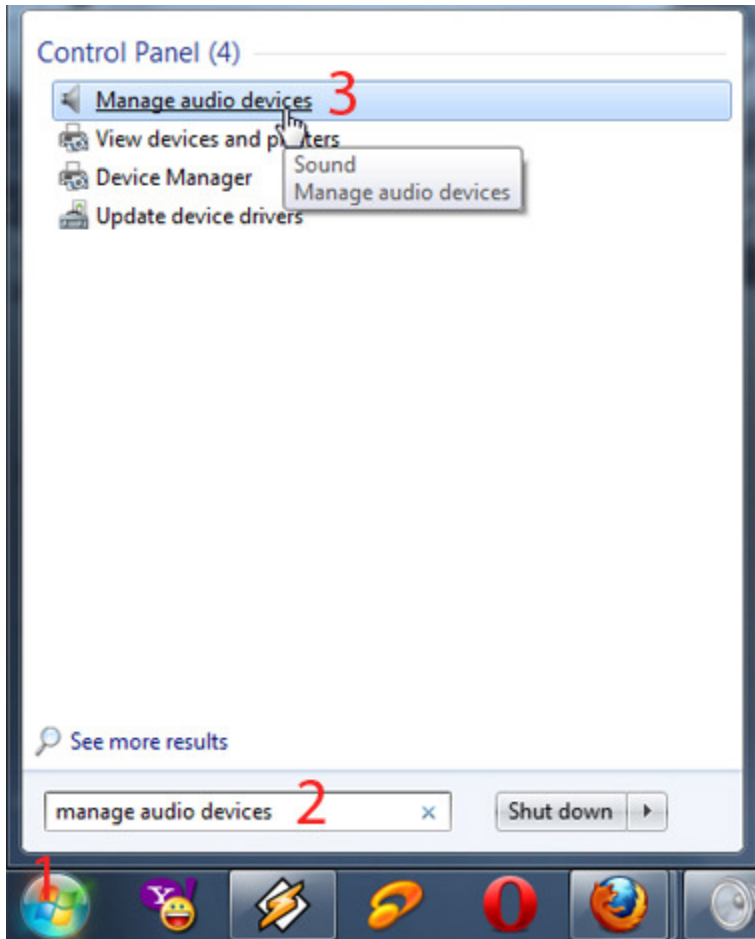 Control Panel (4)
Manage audio devices 3
View devices and printers
Sound
Device Manager
Manage audio devices
Update device drivers
See more results
manage audio devices 2
Shut down
1
Y!